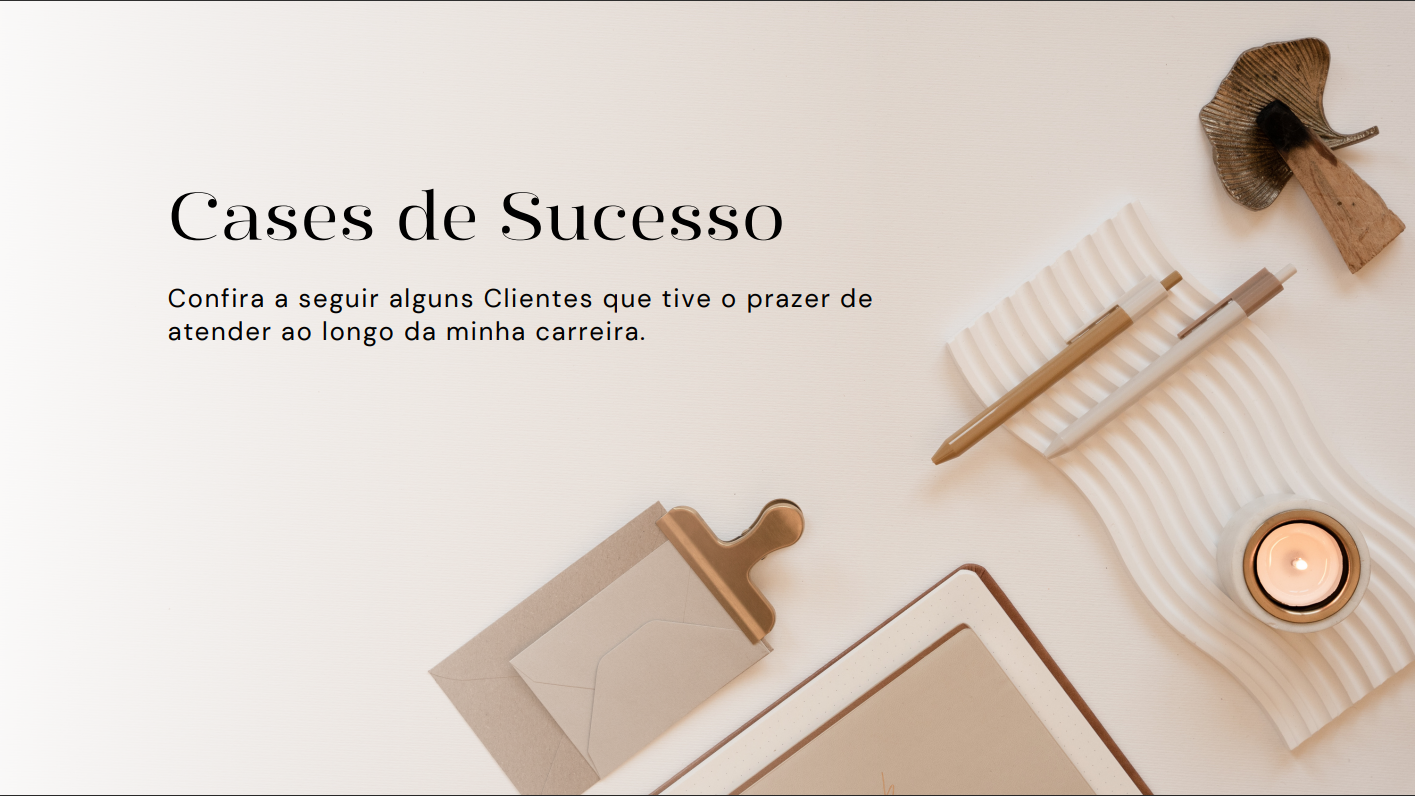 Cases de Sucesso
Confira a seguir alguns Clientes que tive o prazer de
atender ao longo da minha carreira.